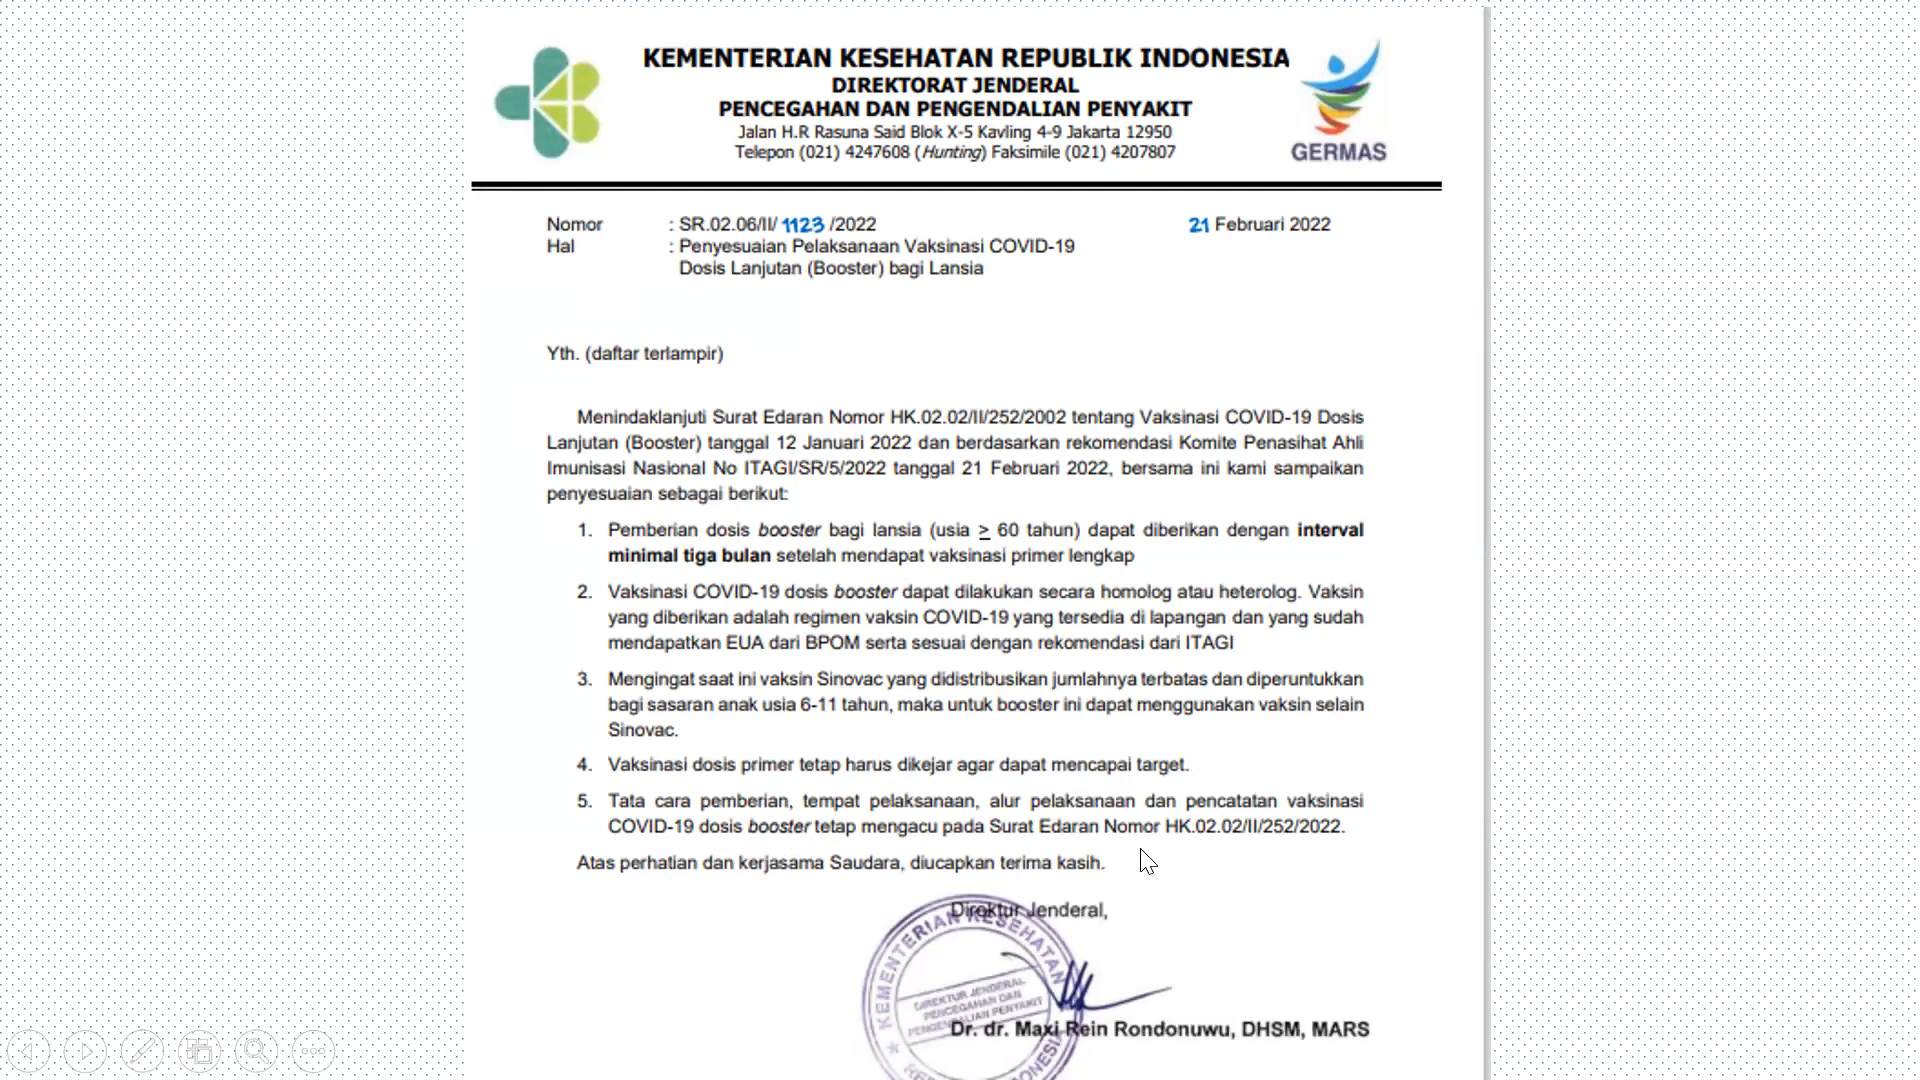 KEMENTERIAN KESEHATAN REPUBLIK INDONESIA
DIREKTORAT JENDERAL
PENCEGAHAN DAN PENGENDALIAN PENYAKIT
Jalan H.R Rasuna Said Blok X-5 Kavling 4-9 Jakarta 12950
Telepon (021) 4247608 (Hunting) Faksimile (021) 4207807
GERMAS
Nomor : SR.02.06/II/ 1123 /2022 21 Februari 2022
Hal : Penyesuaian Pelaksanaan Vaksinasi COVID-19
Dosis Lanjutan (Booster) bagi Lansia
Yth. (daftar terlampir)
Menindaklanjuti Surat Edaran Nomor HK.02.02/II/252/2002 tentang Vaksinasi COVID-19 Dosis
Lanjutan (Booster) tanggal 12 Januari 2022 dan berdasarkan rekomendasi Komite Penasihat Ahli
Imunisasi Nasional No ITAGI/SR/5/2022 tanggal 21 Februari 2022, bersama ini kami sampaikan
penyesuaian sebagai berikut:
1. Pemberian dosis booster bagi lansia (usia ≥ 60 tahun) dapat diberikan dengan interval
minimal tiga bulan setelah mendapat vaksinasi primer lengkap
2. Vaksinasi COVID-19 dosis booster dapat dilakukan secara homolog atau heterolog. Vaksin
yang diberikan adalah regimen vaksin COVID-19 yang tersedia di lapangan dan yang sudah
mendapatkan EUA dari BPOM serta sesuai dengan rekomendasi dari ITAGI
3. Mengingat saat ini vaksin Sinovac yang didistribusikan jumlahnya terbatas dan diperuntukkan
bagi sasaran anak usia 6-11 tahun, maka untuk booster ini dapat menggunakan vaksin selain
Sinovac.
4. Vaksinasi dosis primer tetap harus dikejar agar dapat mencapai target.
5. Tata cara pemberian, tempat pelaksanaan, alur pelaksanaan dan pencatatan vaksinasi
COVID-19 dosis booster tetap mengacu pada Surat Edaran Nomor HK.02.02/II/252/2022.
Atas perhatian dan kerjasama Saudara, diucapkan terima kasih.
Direktur Jenderal,
KEMENTERIAN KESEHATAN
DIREKTUR JENDERAL
PENCEGAHAN DAN
PENGENDALIAN PENYAKIT
Dr. dr. Maxi Rein Rondonuwu, DHSM, MARS